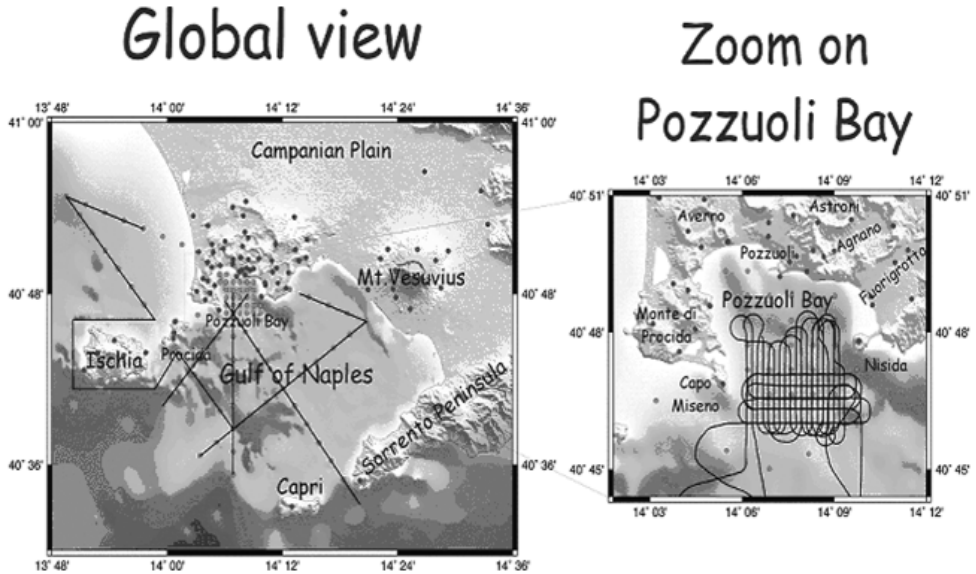 Global view
Zoom on
Pozzuoli Bay
13˚ 48' 14˚ 00' 14˚ 12' 14˚ 24' 14˚ 36'
41˚ 00' 41˚ 00'
Campanian Plain
Mt.Vesuvius
40˚ 48' 40˚ 48'
Pozzuoli Bay
Ischia
Procida
Gulf of Naples
Sorrento Peninsula
40˚ 36' 40˚ 36'
Capri
13˚ 48' 14˚ 00' 14˚ 12' 14˚ 24' 14˚ 36'
14˚ 03' 14˚ 06' 14˚ 09' 14˚ 12'
40˚ 51' 40˚ 51'
Averno
Astroni
Agnano
Pozzuoli
Fuorigrotta
Pozzuoli Bay
Monte di
Procida
40˚ 48' 40˚ 48'
Nisida
Capo
Miseno
40˚ 45' 40˚ 45'
14˚ 03' 14˚ 06' 14˚ 09' 14˚ 12'